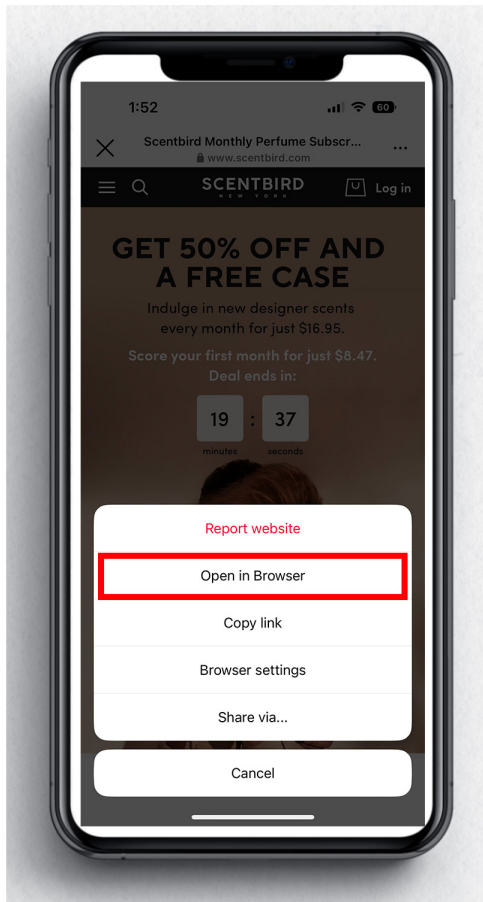 1:52
60
Scentbird Monthly Perfume Subscr...
www.scentbird.com
SCENTBIRD
NEW YORK
Log in
GET 50% OFF AND
A FREE CASE
Indulge in new designer scents
every month for just $16.95.
Score your first month for just $8.47.
Deal ends in:
19 : 37
minutes seconds
Report website
Open in Browser
Copy link
Browser settings
Share via...
Cancel